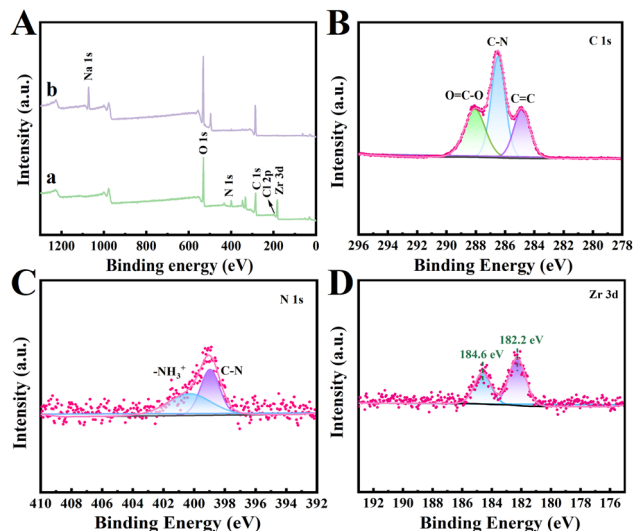 A
b
a
Na 1s
O 1s
N 1s
C 1s
C12p
Zr 3d
Intensity (a.u.)
1300 1200 1000 800 600 400 200 0
Binding energy (eV)
B
C 1s
C-N
O=C-O
C=C
Intensity (a.u.)
296 294 292 290 288 286 284 282 280 278
Binding Energy (eV)
C
N 1s
-NH3+
C-N
Intensity (a.u.)
410 408 406 404 402 400 398 396 394 392
Binding Energy (eV)
D
Zr 3d
182.2 eV
184.6 eV
Intensity (a.u.)
192 190 188 186 184 182 180 178 176
Binding Energy (eV)